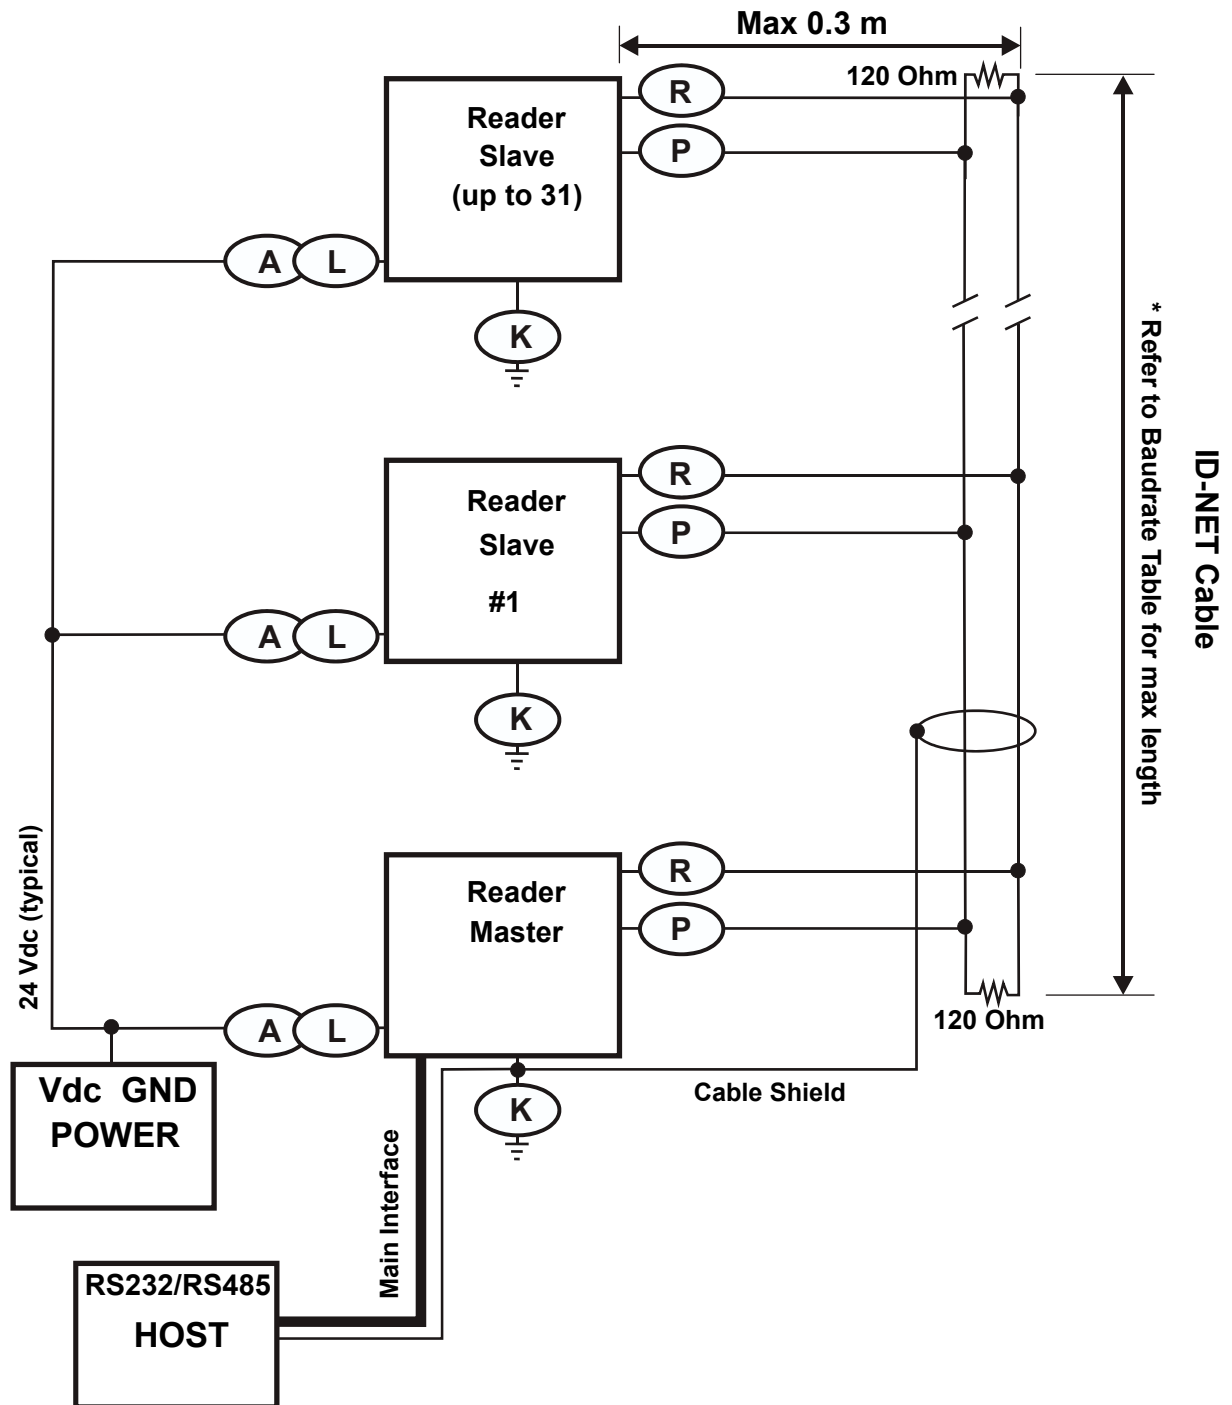 Max 0.3 m
120 Ohm
R
P
Reader
Slave
(up to 31)
A
L
K
* Refer to Baudrate Table for max length
ID-NET Cable
R
P
Reader
Slave
#1
A
L
K
24 Vdc (typical)
R
P
Reader
Master
A
L
120 Ohm
K
Cable Shield
Vdc GND
POWER
Main Interface
RS232/RS485
HOST